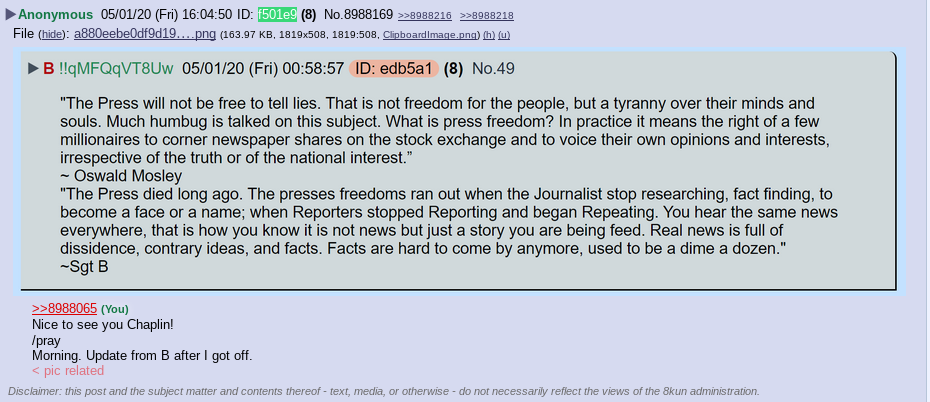 ▶Anonymous 05/01/20 (Fri) 16:04:50 ID: f501e9 (8) No.8988169 >>8988216 >>8988218
File (hide): a880eebe0df9d19….png (163.97 KB, 1819x508, 1819:508, ClipboardImage.png) (h) (u)
▶ B !!qMFQqVT8Uw 05/01/20 (Fri) 00:58:57 ID: edb5a1 (8) No.49
"The Press will not be free to tell lies. That is not freedom for the people, but a tyranny over their minds and
souls. Much humbug is talked on this subject. What is press freedom? In practice it means the right of a few
millionaires to corner newspaper shares on the stock exchange and to voice their own opinions and interests,
irrespective of the truth or of the national interest.”
~ Oswald Mosley
"The Press died long ago. The presses freedoms ran out when the Journalist stop researching, fact finding, to
become a face or a name; when Reporters stopped Reporting and began Repeating. You hear the same news
everywhere, that is how you know it is not news but just a story you are being feed. Real news is full of
dissidence, contrary ideas, and facts. Facts are hard to come by anymore, used to be a dime a dozen."
~Sgt B
>>8988065 (You)
Nice to see you Chaplin!
/pray
Morning. Update from B after I got off.
< pic related
Disclaimer: this post and the subject matter and contents thereof - text, media, or otherwise - do not necessarily reflect the views of the 8kun administration.